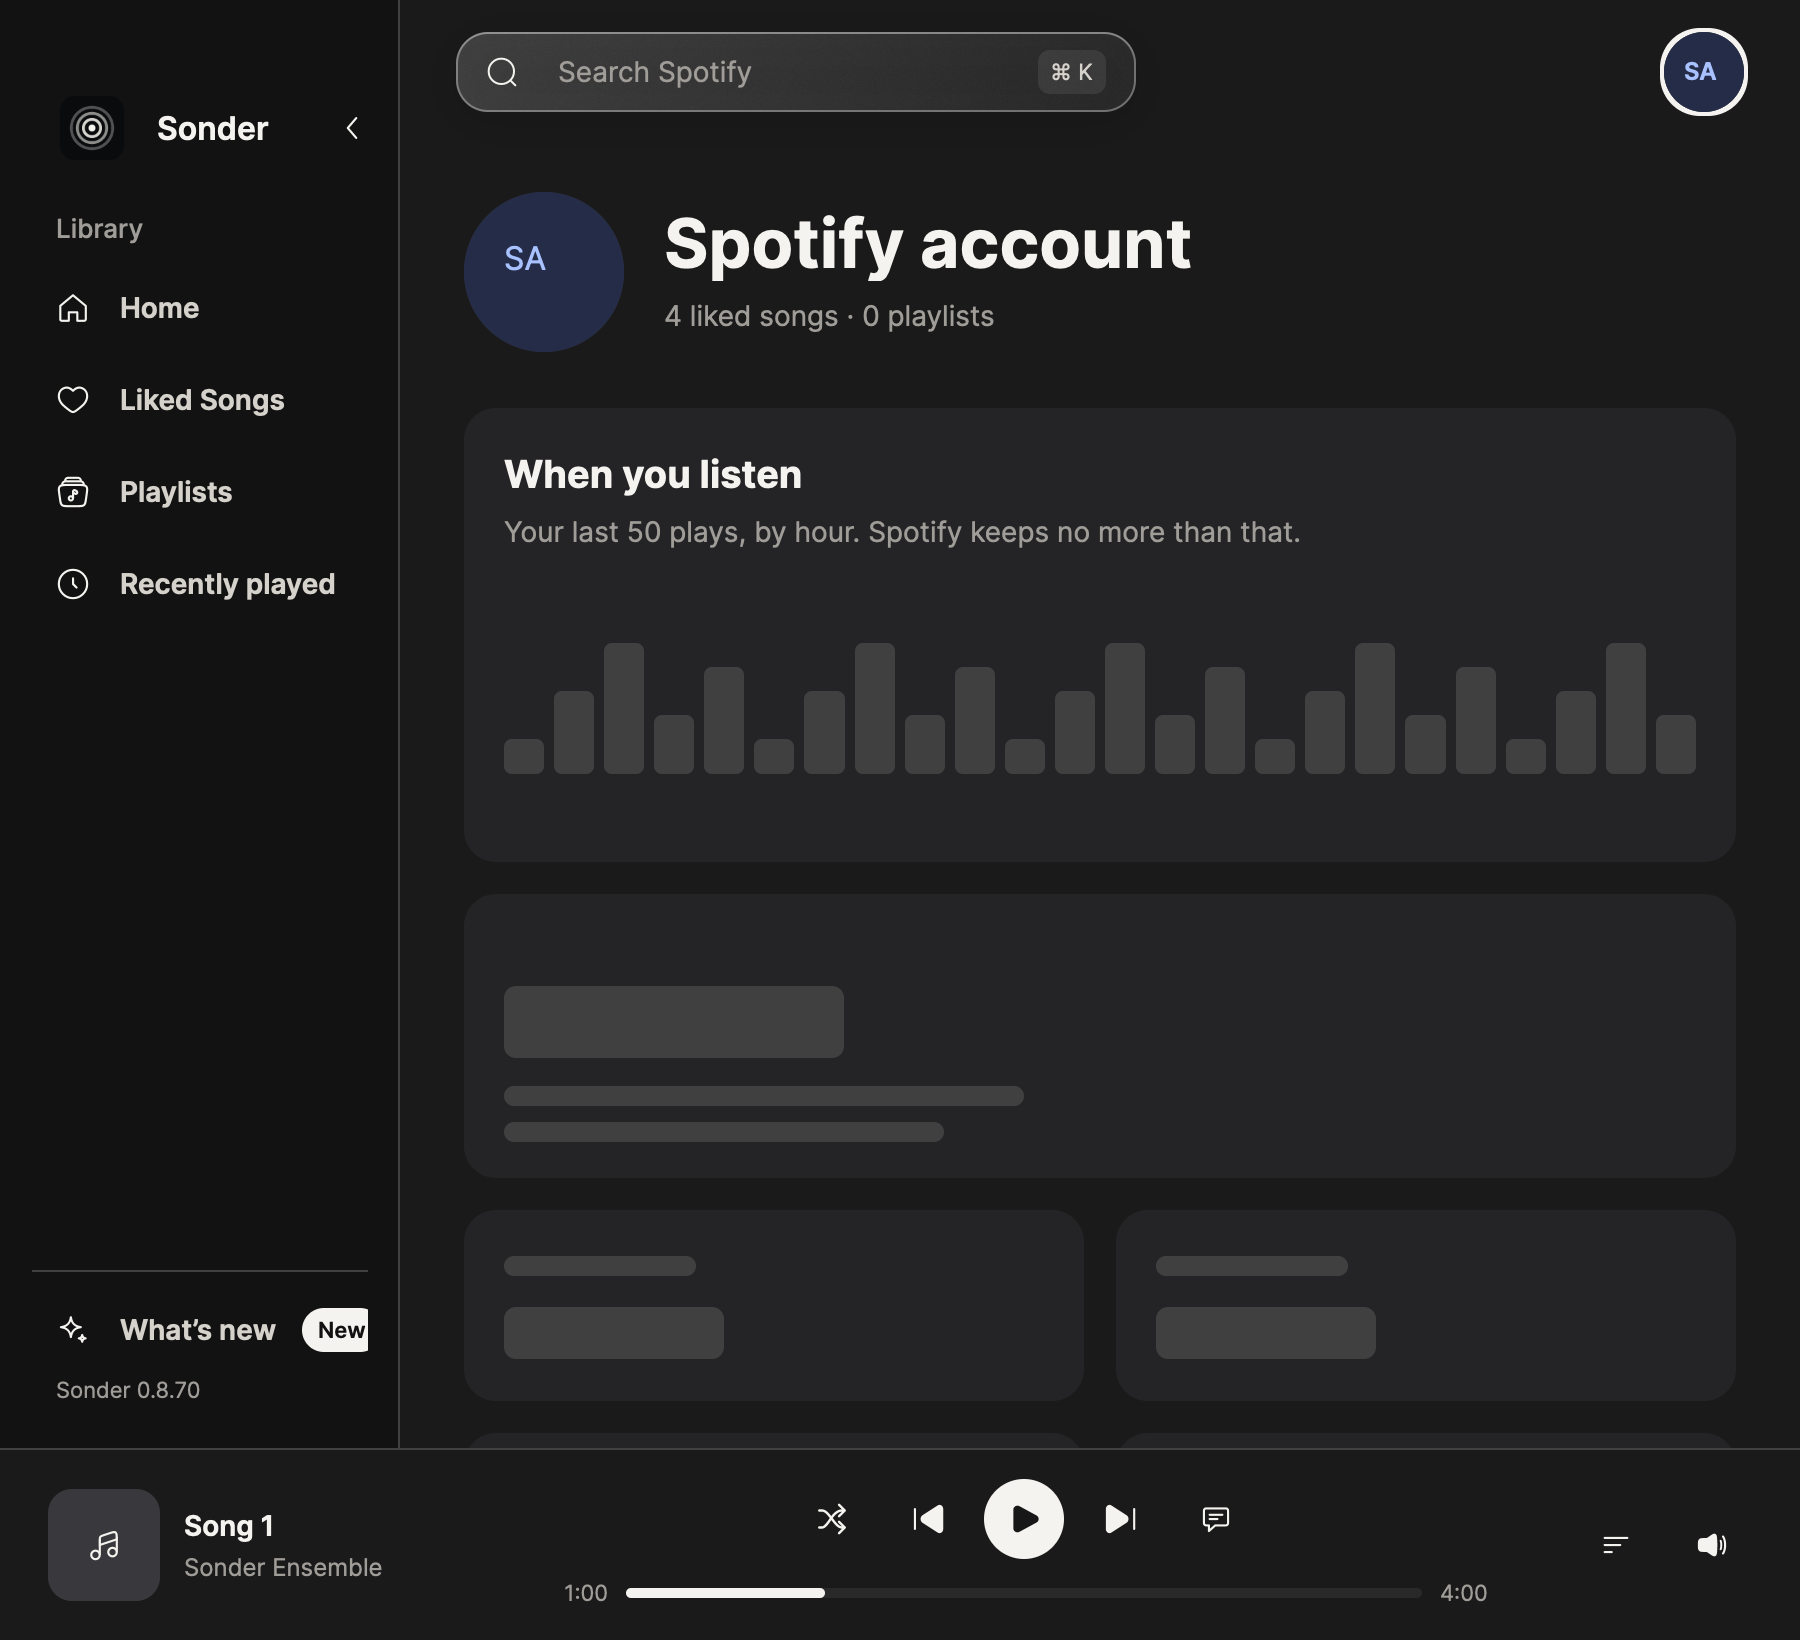 Sonder
Library
Home
Liked Songs
Playlists
Recently played
What’s new New
Sonder 0.8.70
Search Spotify ⌘ K
SA
SA
Spotify account
4 liked songs · 0 playlists
When you listen
Your last 50 plays, by hour. Spotify keeps no more than that.
Song 1
Sonder Ensemble
1:00
4:00